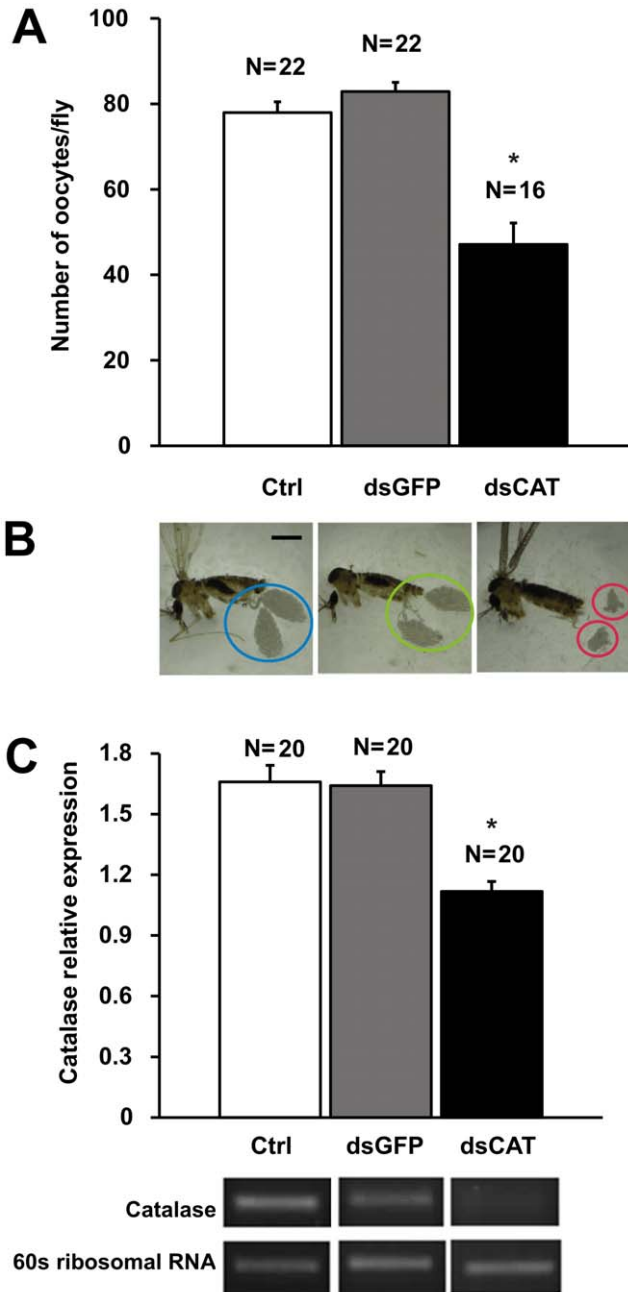 A
Number of oocytes/fly
100
80
60
40
20
0
N=22
N=22
*
N=16
Ctrl dsGFP dsCAT
B
C
Catalase relative expression
1.8
1.5
1.2
0.9
0.6
0.3
0
N=20
N=20
*
N=20
Ctrl dsGFP dsCAT
Catalase
60s ribosomal RNA